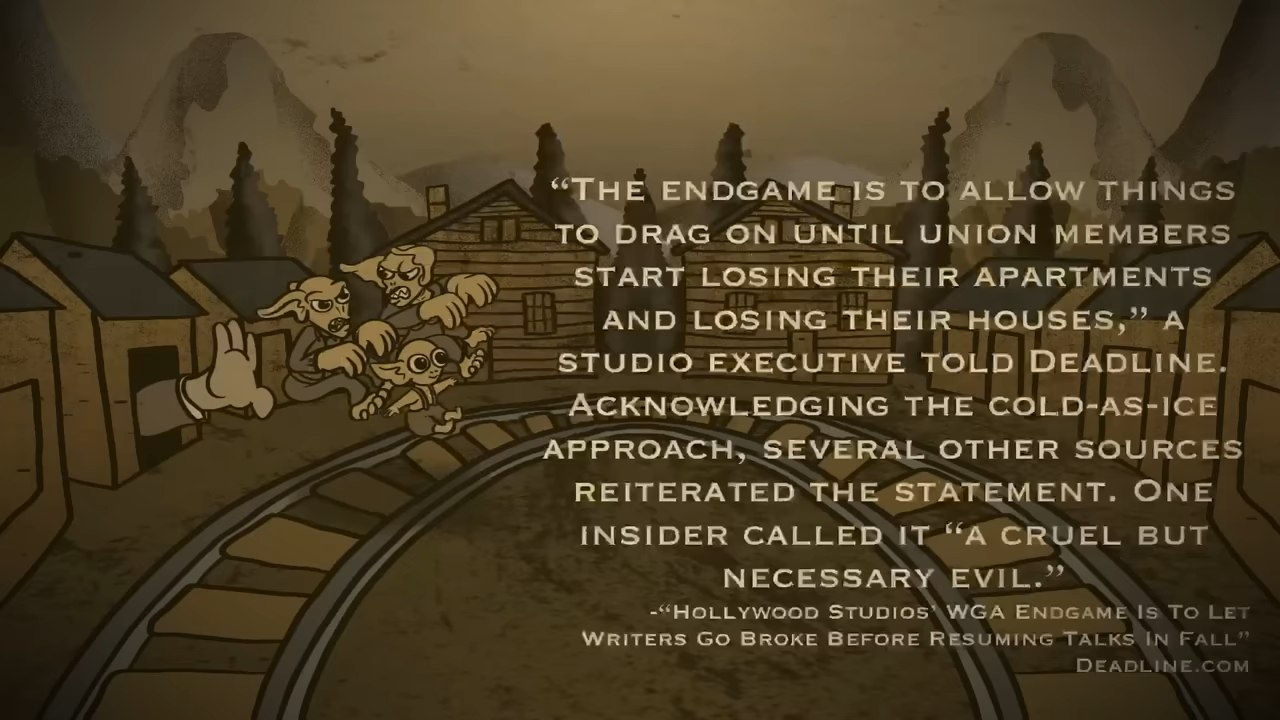 “The endgame is to allow things
to drag on until union members
start losing their apartments
and losing their houses,” a
studio executive told Deadline.
Acknowledging the cold-as-ice
approach, several other sources
reiterated the statement. One
insider called it “a cruel but
necessary evil.”
-“Hollywood Studios’ WGA Endgame Is To Let
Writers Go Broke Before Resuming Talks In Fall”
Deadline.com